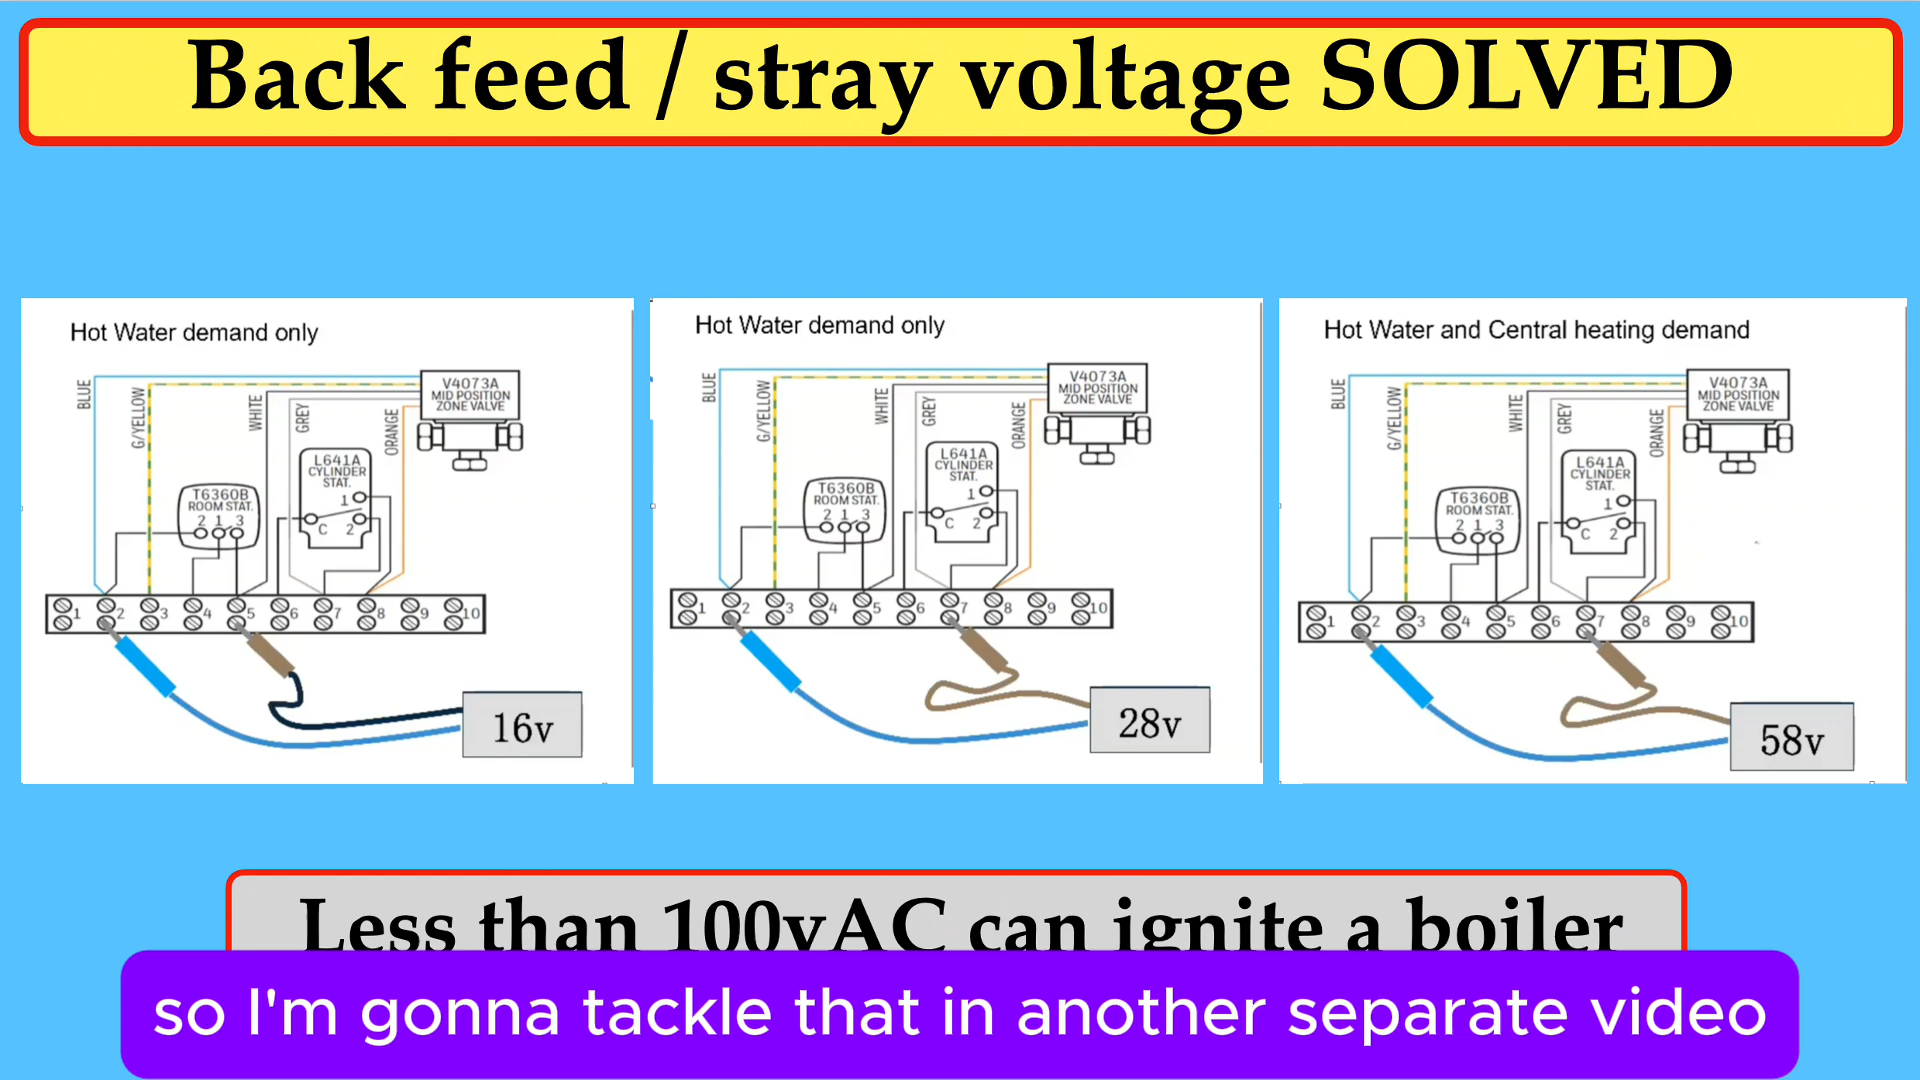 Back feed / stray voltage SOLVED
Hot Water demand only
BLUE
G/YELLOW
WHITE
GREY
ORANGE
V4073A
MID POSITION
ZONE VALVE
L641A
CYLINDER
STAT.
1
C 2
T6360B
ROOM STAT.
2 1 3
1 2 3 4 5 6 7 8 9 10
16v
Hot Water demand only
BLUE
G/YELLOW
WHITE
GREY
ORANGE
V4073A
MID POSITION
ZONE VALVE
L641A
CYLINDER
STAT.
1
C 2
T6360B
ROOM STAT.
2 1 3
1 2 3 4 5 6 7 8 9 10
28v
Hot Water and Central heating demand
BLUE
G/YELLOW
WHITE
GREY
ORANGE
V4073A
MID POSITION
ZONE VALVE
L641A
CYLINDER
STAT.
1
C 2
T6360B
ROOM STAT.
2 1 3
1 2 3 4 5 6 7 8 9 10
58v
Less than 100vAC can ignite a boiler
so I'm gonna tackle that in another separate video